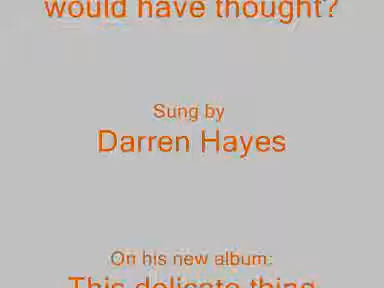 would have thought?
Sung by
Darren Hayes
On his new album:
This delicate thing